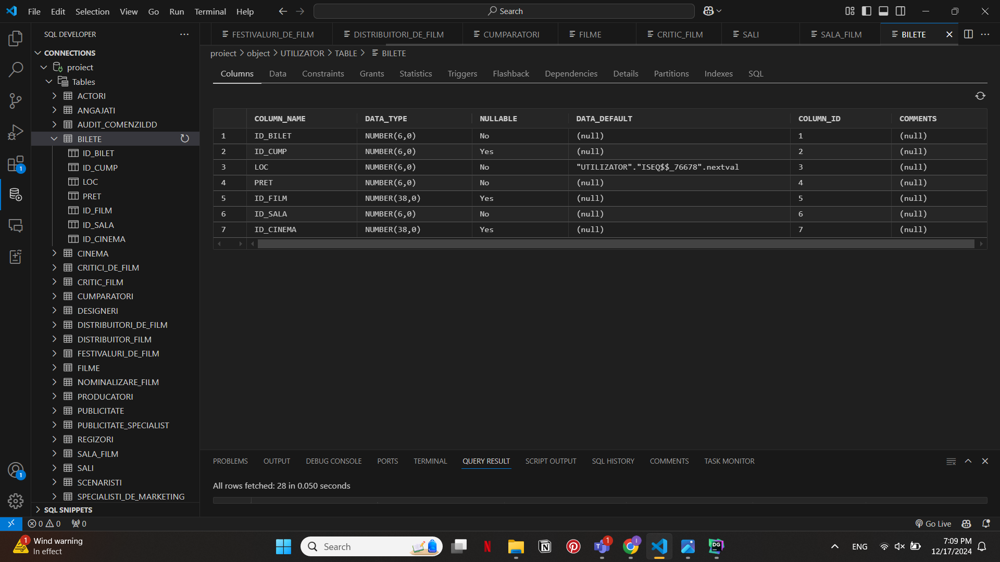 File Edit Selection View Go Run Terminal Help
Search
SQL DEVELOPER
FESTIVALURI_DE_FILM DISTRIBUITORI_DE_FILM CUMPARATORI FILME CRITIC_FILM SALI SALA_FILM BILETE
proiect object UTILIZATOR TABLE BILETE
CONNECTIONS
proiect
Tables
ACTORI
ANGAJATI
AUDIT_COMENZILDD
BILETE
ID_BILET
ID_CUMP
LOC
PRET
ID_FILM
ID_SALA
ID_CINEMA
CINEMA
CRITICI_DE_FILM
CRITIC_FILM
CUMPARATORI
DESIGNERI
DISTRIBUITORI_DE_FILM
DISTRIBUITOR_FILM
FESTIVALURI_DE_FILM
FILME
NOMINALIZARE_FILM
PRODUCATORI
PUBLICITATE
PUBLICITATE_SPECIALIST
REGIZORI
SALA_FILM
SALI
SCENARISTI
SPECIALISTI_DE_MARKETING
SQL SNIPPETS
1
1
Columns Data Constraints Grants Statistics Triggers Flashback Dependencies Details Partitions Indexes SQL
COLUMN_NAME DATA_TYPE NULLABLE DATA_DEFAULT COLUMN_ID COMMENTS
1 ID_BILET NUMBER(6,0) No (null) 1 (null)
2 ID_CUMP NUMBER(6,0) Yes (null) 2 (null)
3 LOC NUMBER(6,0) No "UTILIZATOR"."ISEQ$$_76678".nextval 3 (null)
4 PRET NUMBER(6,0) No (null) 4 (null)
5 ID_FILM NUMBER(38,0) Yes (null) 5 (null)
6 ID_SALA NUMBER(6,0) No (null) 6 (null)
7 ID_CINEMA NUMBER(38,0) Yes (null) 7 (null)
PROBLEMS OUTPUT DEBUG CONSOLE PORTS TERMINAL QUERY RESULT SCRIPT OUTPUT SQL HISTORY COMMENTS TASK MONITOR
All rows fetched: 28 in 0.050 seconds
0 0 0 Go Live
1 Wind warning
In effect
Search
N
N
T 1
I
DG
ENG
7:09 PM
12/17/2024